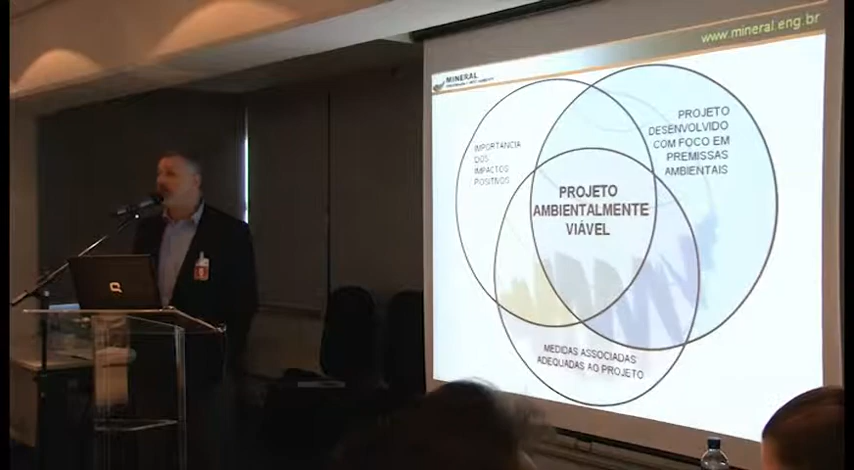 www.mineral.eng.br
MINERAL
IMPORTÂNCIA
DOS
IMPACTOS
POSITIVOS
PROJETO
DESENVOLVIDO
COM FOCO EM
PREMISSAS
AMBIENTAIS
PROJETO
AMBIENTALMENTE
VIÁVEL
MEDIDAS ASSOCIADAS
ADEQUADAS AO PROJETO